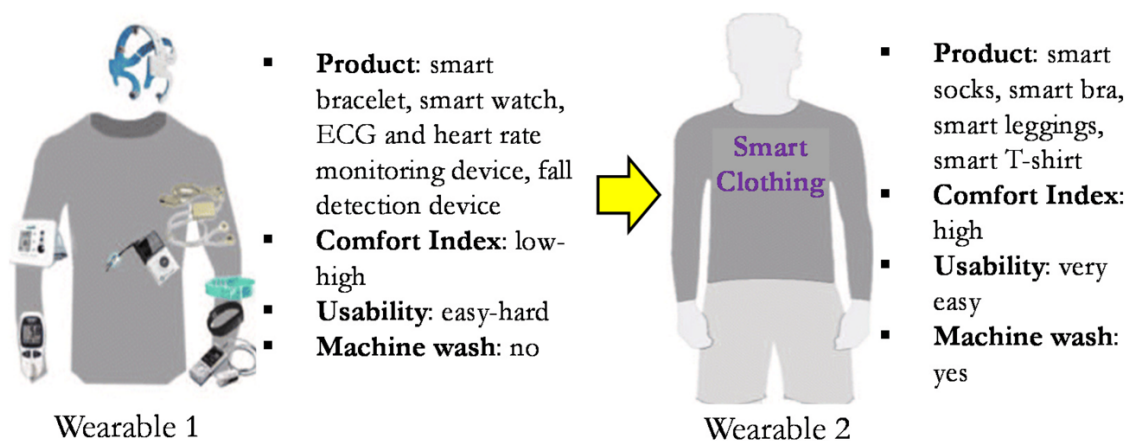 ▪ Product: smart
bracelet, smart watch,
ECG and heart rate
monitoring device, fall
detection device
▪ Comfort Index: low-
high
▪ Usability: easy-hard
▪ Machine wash: no
Wearable 1
Smart
Clothing
▪ Product: smart
socks, smart bra,
smart leggings,
smart T-shirt
▪ Comfort Index:
high
▪ Usability: very
easy
▪ Machine wash:
yes
Wearable 2